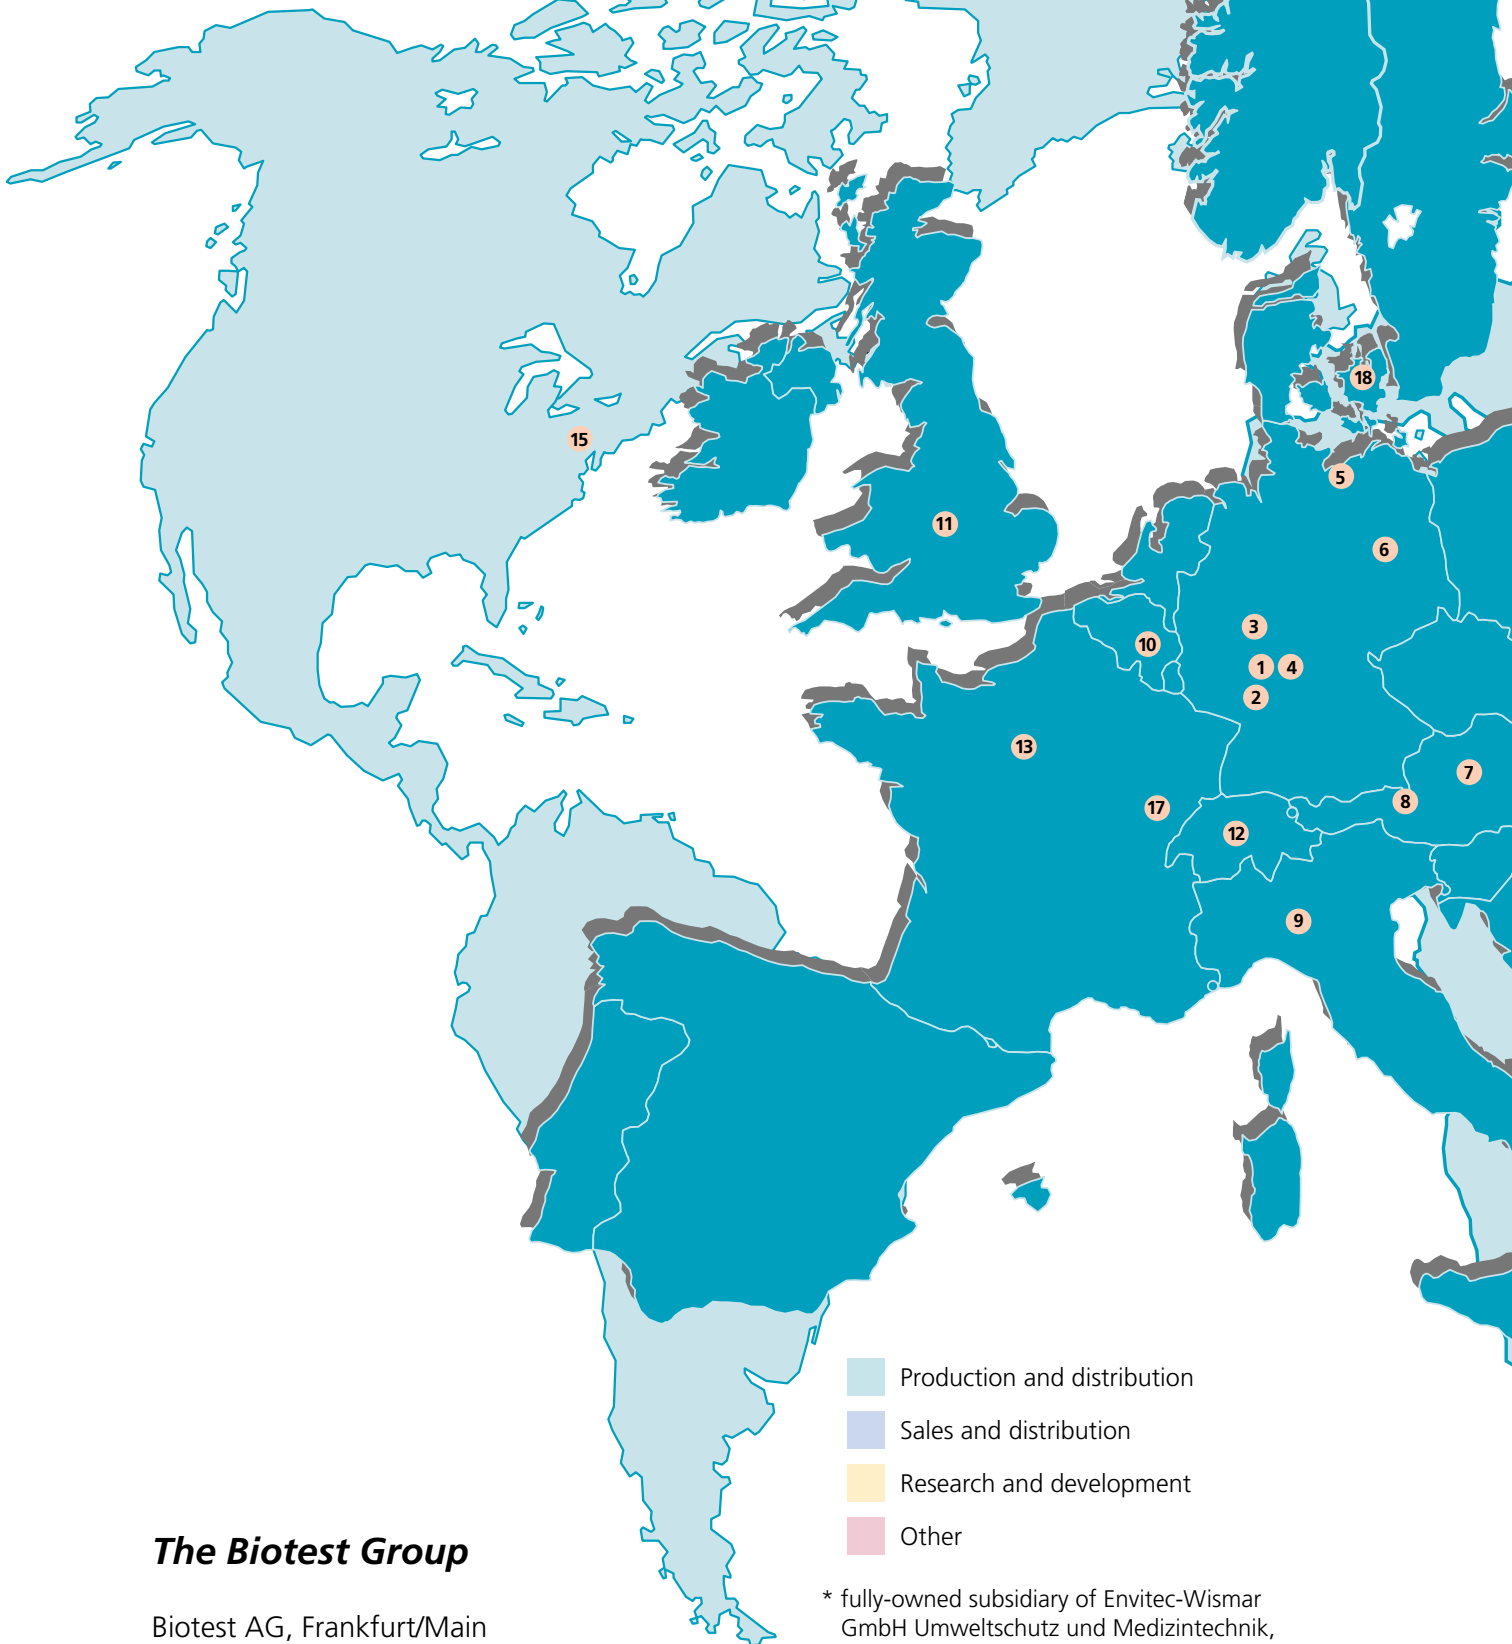 18
15
5
11
6
3
10
1
4
2
13
7
8
17
12
9
Production and distribution
Sales and distribution
Research and development
Other
The Biotest Group
Biotest AG, Frankfurt/Main
* fully-owned subsidiary of Envitec-Wismar
GmbH Umweltschutz und Medizintechnik,